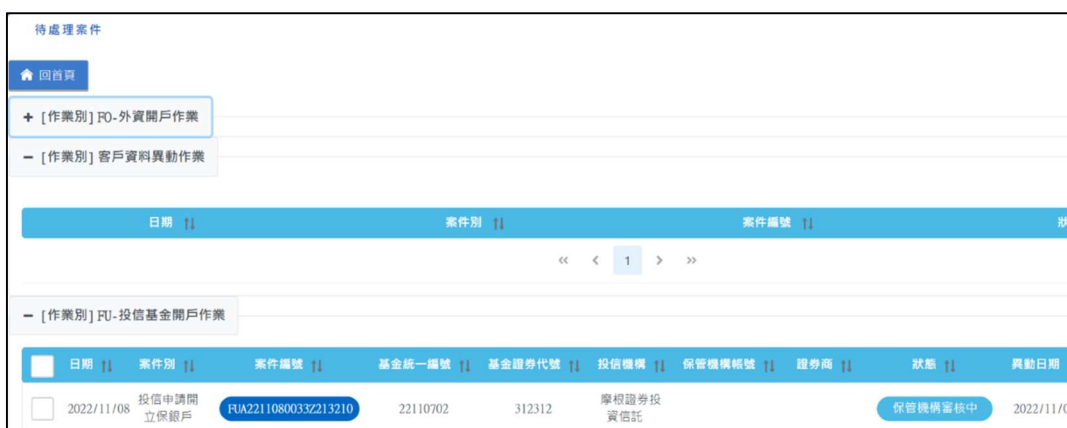 待處理案件
回首頁
+ [作業別] FO-外資開戶作業
− [作業別] 客戶資料異動作業
日期 案件別 案件編號
<< < 1 > >>
− [作業別] FU-投信基金開戶作業
日期 案件別 案件編號 基金統一編號 基金證券代號 投信機構 保管機構帳號 證券商 狀態 異動日期
2022/11/08 投信申請開立保銀戶 FUA2211080033Z213210 22110702 312312 摩根證券投資信託 保管機構審核中 2022/11/0